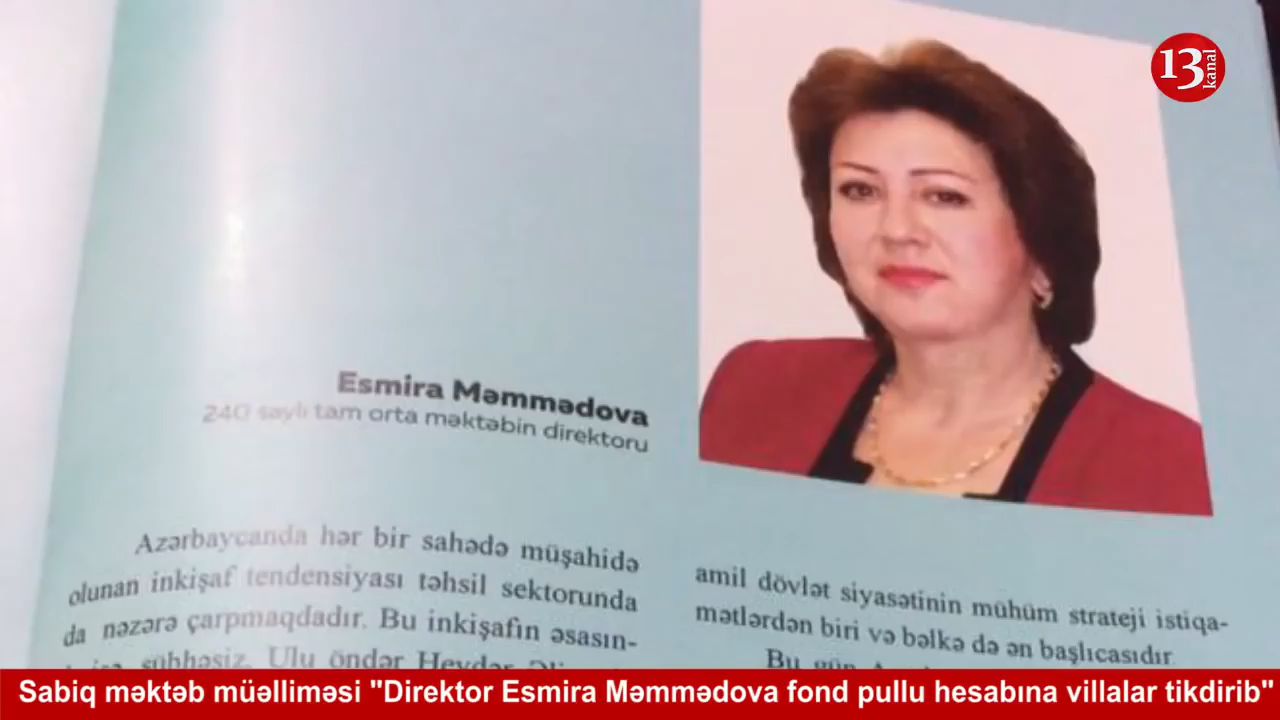 13
kanal
Esmira Məmmədova
240 saylı tam orta məktəbin direktoru
Azərbaycanda hər bir sahədə müşahidə
olunan inkişaf tendensiyası təhsil sektorunda
da nəzərə çarpmaqdadır. Bu inkişafın əsasın-
şübhəsiz, Ulu öndər Heydər
amil dövlət siyasətinin mühüm strateji istiqa-
mətlərdən biri və bəlkə də ən başlıcasıdır.
Bu gün
Sabiq məktəb müəlliməsi "Direktor Esmira Məmmədova fond pullu hesabına villalar tikdirib"